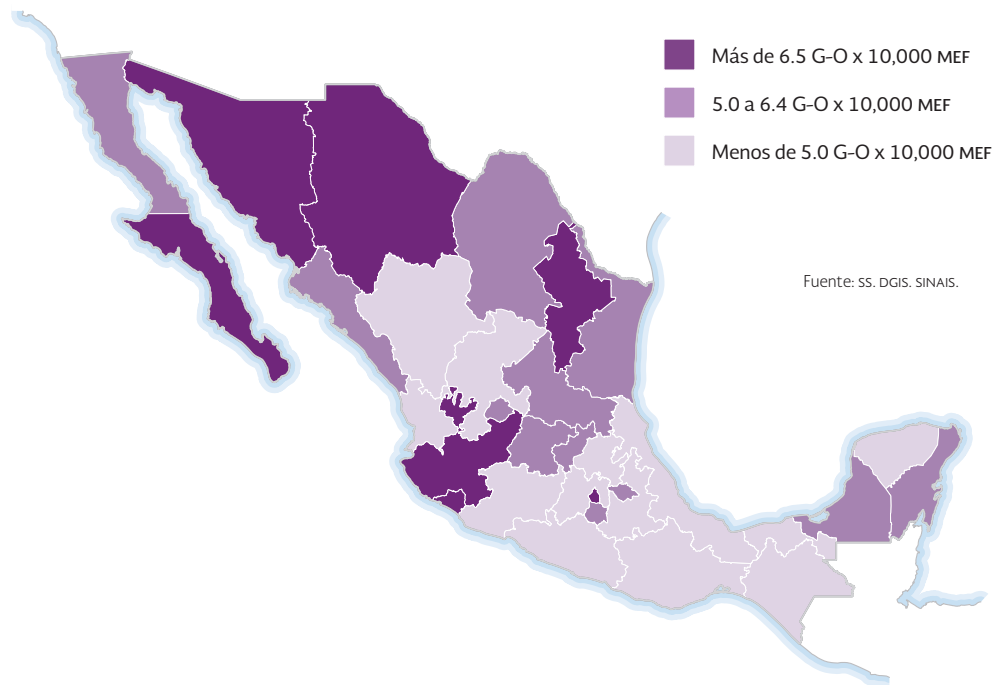 Más de 6.5 G-O x 10,000 MEF
5.0 a 6.4 G-O x 10,000 MEF
Menos de 5.0 G-O x 10,000 MEF
Fuente: SS. DGIS. SINAIS.